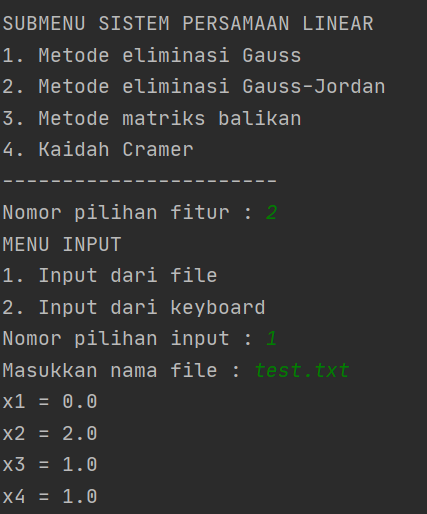 SUBMENU SISTEM PERSAMAAN LINEAR
1. Metode eliminasi Gauss
2. Metode eliminasi Gauss-Jordan
3. Metode matriks balikan
4. Kaidah Cramer
-----------------------
Nomor pilihan fitur : 2
MENU INPUT
1. Input dari file
2. Input dari keyboard
Nomor pilihan input : 1
Masukkan nama file : test.txt
x1 = 0.0
x2 = 2.0
x3 = 1.0
x4 = 1.0